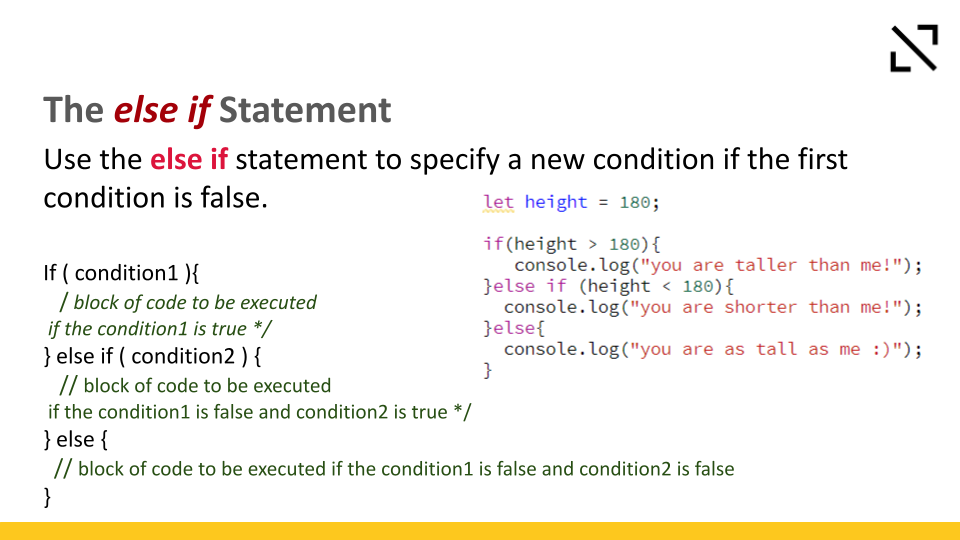 The else if Statement
Use the else if statement to specify a new condition if the first
condition is false.
If ( condition1 ){
/ block of code to be executed
if the condition1 is true */
} else if ( condition2 ) {
// block of code to be executed
if the condition1 is false and condition2 is true */
} else {
// block of code to be executed if the condition1 is false and condition2 is false
}
let height = 180;
if(height > 180){
console.log("you are taller than me!");
}else if (height < 180){
console.log("you are shorter than me!");
}else{
console.log("you are as tall as me :)");
}